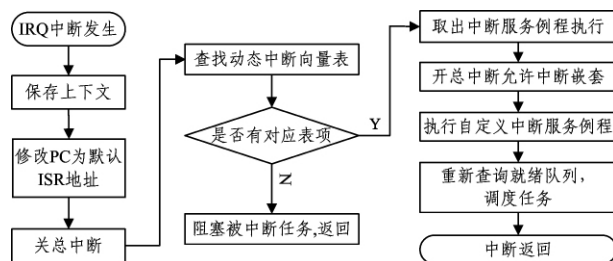 IRQ中断发生
保存上下文
修改PC为默认
ISR地址
关总中断
查找动态中断向量表
是否有对应表项
Y
N
阻塞被中断任务,返回
取出中断服务例程执行
开总中断允许中断嵌套
执行自定义中断服务例程
重新查询就绪队列，
调度任务
中断返回